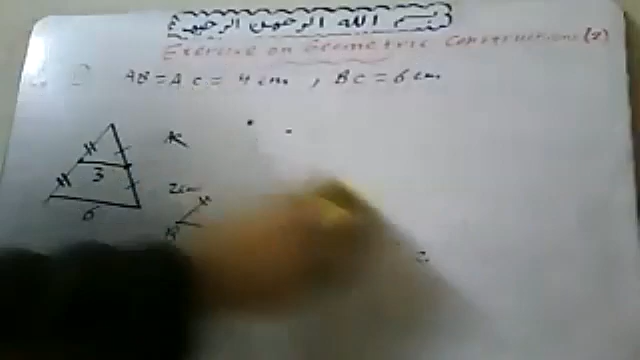 بسم الله الرحمن الرحيم
Exercise on Geometric Constructions (2)
AB = AC = 4 cm , BC = 6 cm
3
6
2cm